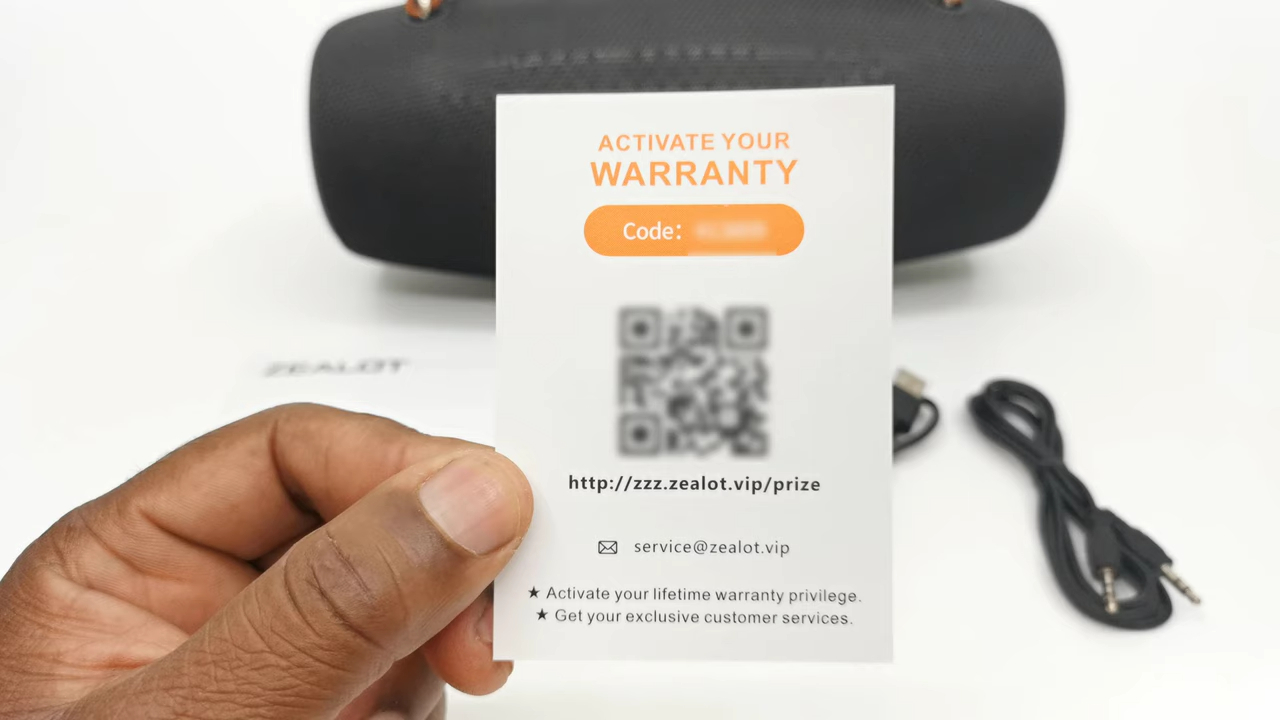 ACTIVATE YOUR
WARRANTY
Code:
http://zzz.zealot.vip/prize
service@zealot.vip
★ Activate your lifetime warranty privilege.
★ Get your exclusive customer services.
ZEALOT